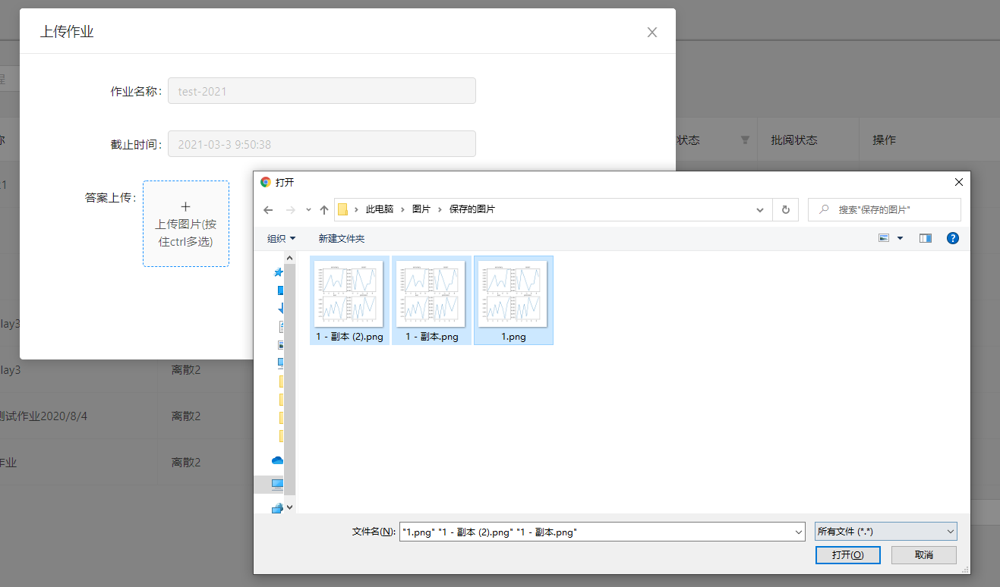 上传作业
作业名称:
test-2021
截止时间:
2021-03-3 9:50:38
答案上传:
上传图片(按
住ctrl多选)
程
称
状态
批阅状态
操作
21
lay3
lay3
离散2
测试作业2020/8/4
离散2
作业
离散2
打开
此电脑
图片
保存的图片
搜索"保存的图片"
组织
新建文件夹
1 - 副本 (2).png
1 - 副本.png
1.png
文件名(N):
"1.png" "1 - 副本 (2).png" "1 - 副本.png"
所有文件 (*.*)
打开(O)
取消